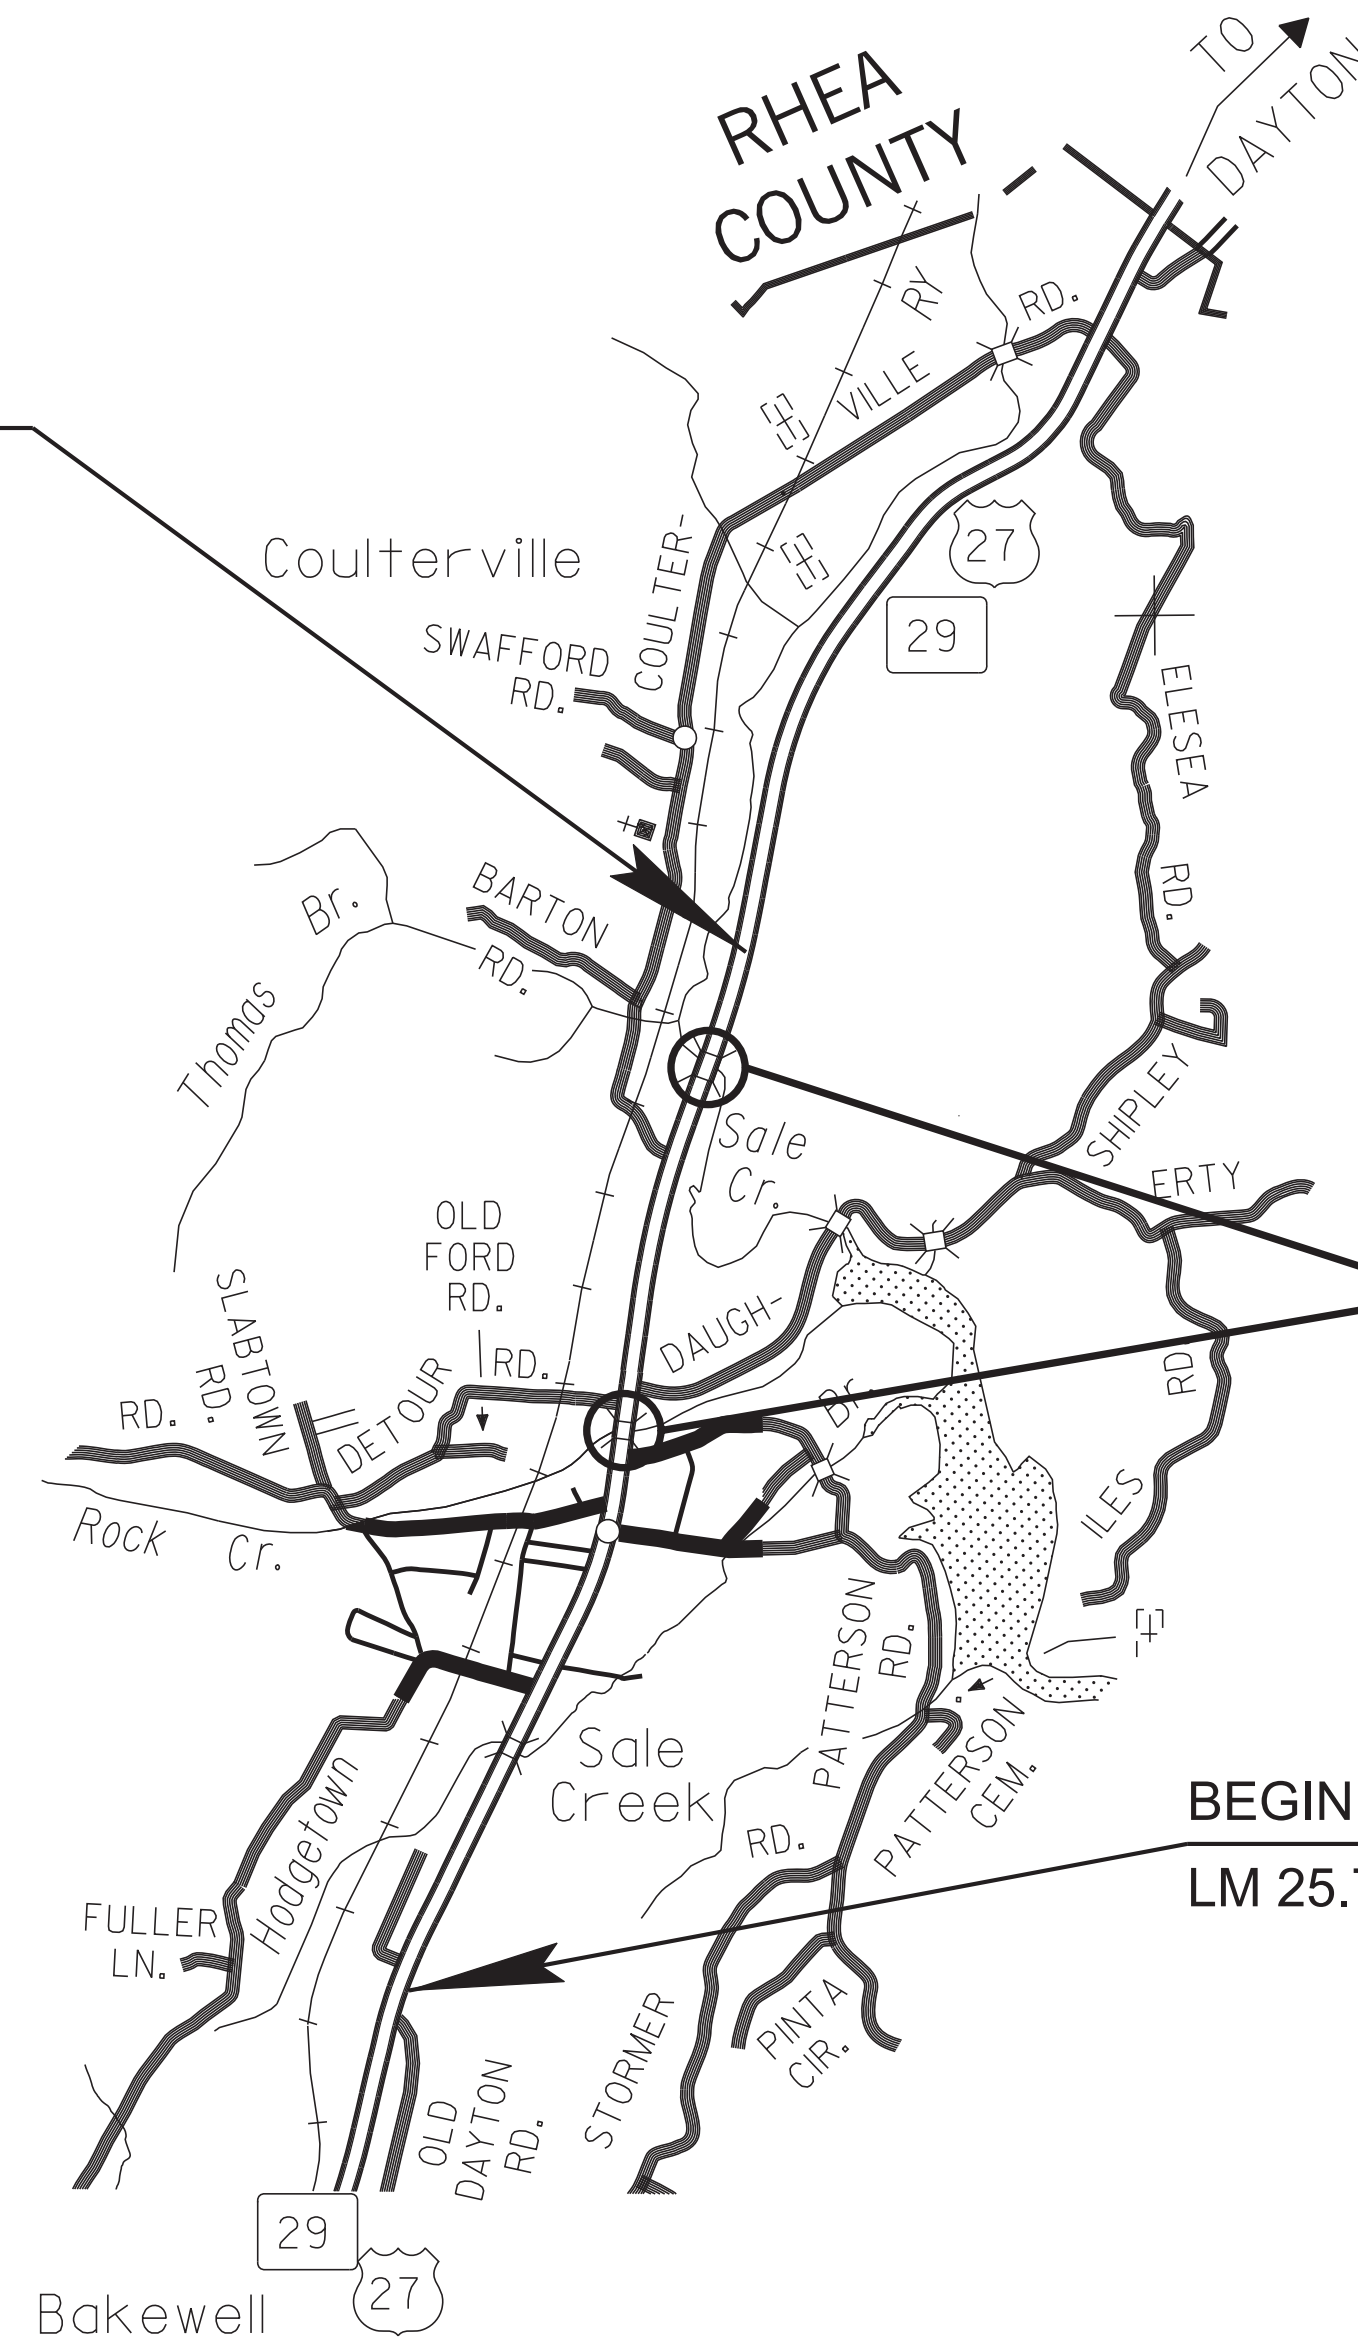 TO
DAYTON
RHEA
COUNTY
RY
RD.
VILLE
COULTER-
27
29
Coulterville
SWAFFORD
RD.
ELESEA
RD.
BARTON
RD.
Br.
Thomas
SHIPLEY
Sale
Cr.
ERTY
OLD
FORD
RD.
SLABTOWN
RD.
DAUGH-
RD.
DETOUR
RD.
Br.
RD
ILES
Rock
Cr.
PATTERSON
RD.
Sale
Creek
PATTERSON
CEM.
BEGIN
LM 25.
RD.
Hodgetown
FULLER
LN.
PINTA
CIR.
STORMER
OLD
DAYTON
RD.
29
27
Bakewell